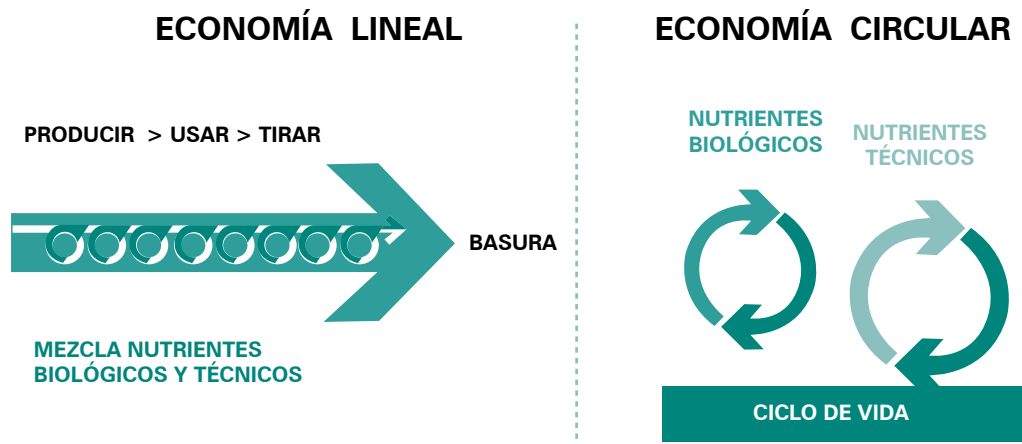 ECONOMÍA LINEAL
PRODUCIR > USAR > TIRAR
BASURA
MEZCLA NUTRIENTES
BIOLÓGICOS Y TÉCNICOS
ECONOMÍA CIRCULAR
NUTRIENTES
BIOLÓGICOS
NUTRIENTES
TÉCNICOS
CICLO DE VIDA